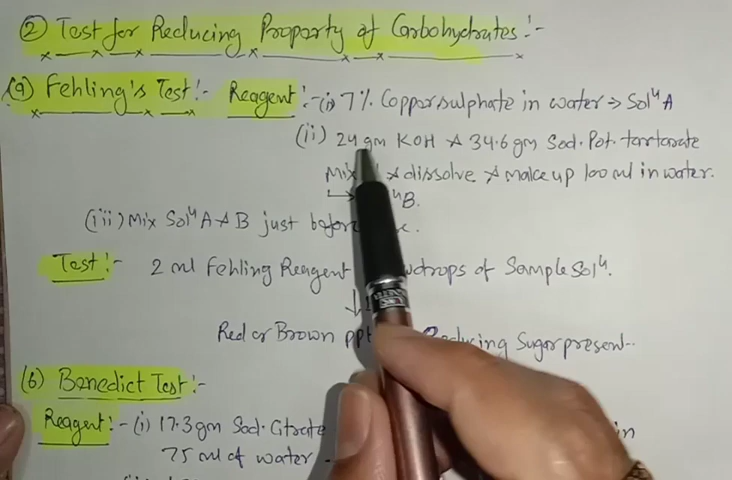 ② Test for Reducing Property of Carbohydrates:-
(a) Fehling's Test:- Reagent:- (i) 7% Copparsulphate in water → Solⁿ A
(ii) 24 gm KOH & 34.6 gm Sod. Pot. tartarate
Mix & dissolve & make up 100 ml in water.
B.
(iii) Mix Solⁿ A & B just
Test:- 2 ml Fehling Reagent drops of Sample Solⁿ.
↓
Red or Brown ppt Reducing Sugar present..
(b) Benedict Test:-
Reagent:- (i) 17.3 gm Sod. Citrate in
75 ml of water